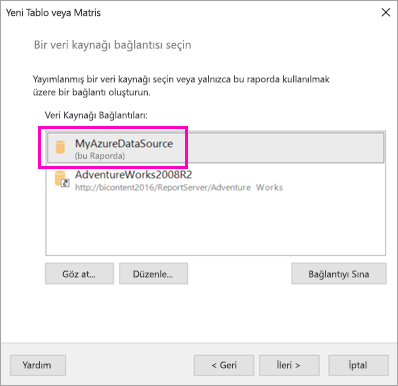 Yeni Tablo veya Matris
Bir veri kaynağı bağlantısı seçin
Yayımlanmış bir veri kaynağı seçin veya yalnızca bu raporda kullanılmak
üzere bir bağlantı oluşturun.
Veri Kaynağı Bağlantıları:
MyAzureDataSource
(bu Raporda)
AdventureWorks2008R2
http://bicontent2016/ReportServer/Adventure Works
Göz at...
Düzenle...
Bağlantıyı Sına
Yardım
< Geri
İleri >
İptal